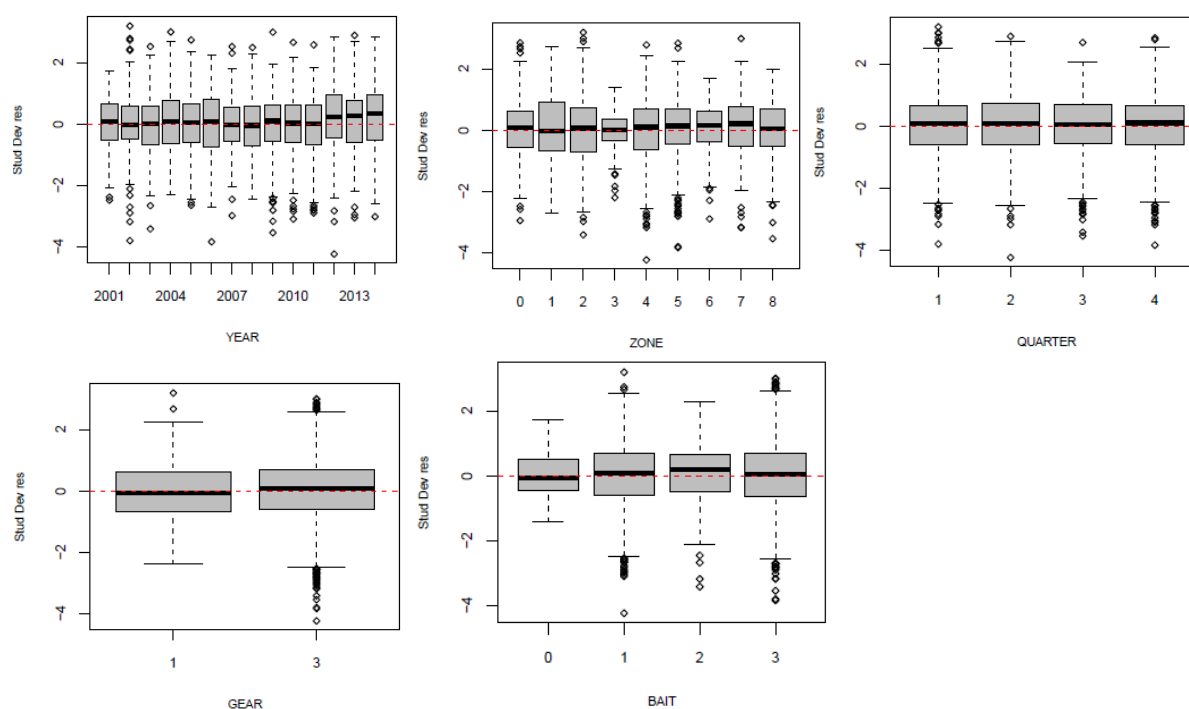 Stud Dev res
2
0
−2
−4
2001 2004 2007 2010 2013
YEAR
Stud Dev res
2
0
−2
−4
0 1 2 3 4 5 6 7 8
ZONE
Stud Dev res
2
0
−2
−4
1 2 3 4
QUARTER
Stud Dev res
2
0
−2
−4
1 3
GEAR
Stud Dev res
2
0
−2
−4
0 1 2 3
BAIT